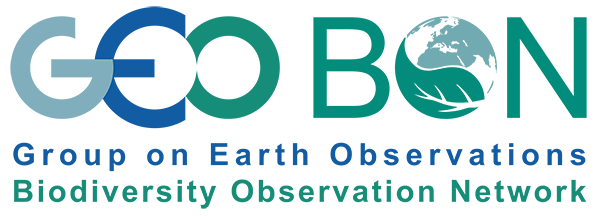 GEO BON
Group on Earth Observations
Biodiversity Observation Network